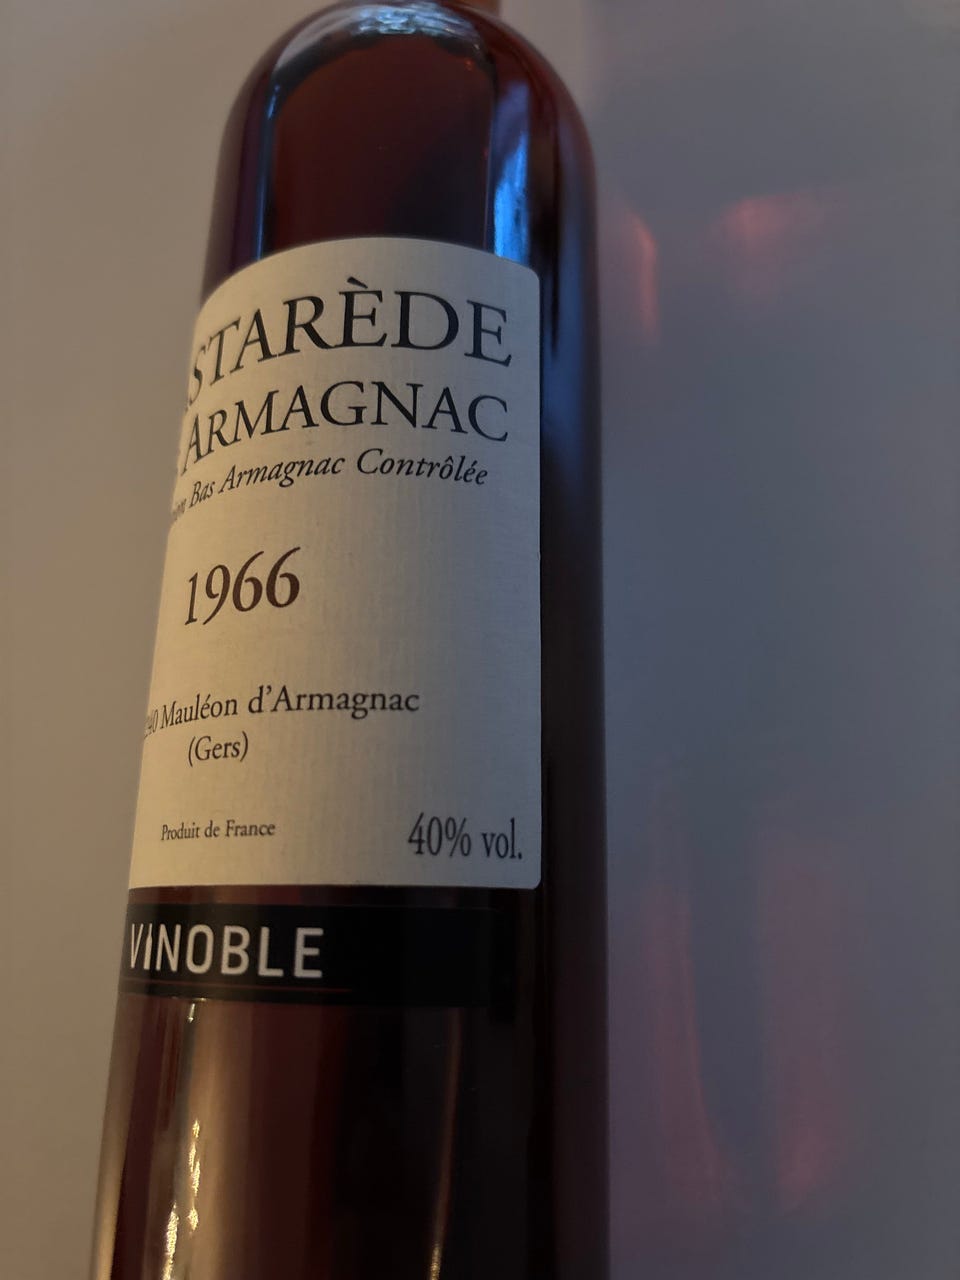 STARÈDE
ARMAGNAC
Bas Armagnac Contrôlée
1966
Mauléon d'Armagnac
(Gers)
Produit de France
40% vol.
VINOBLE